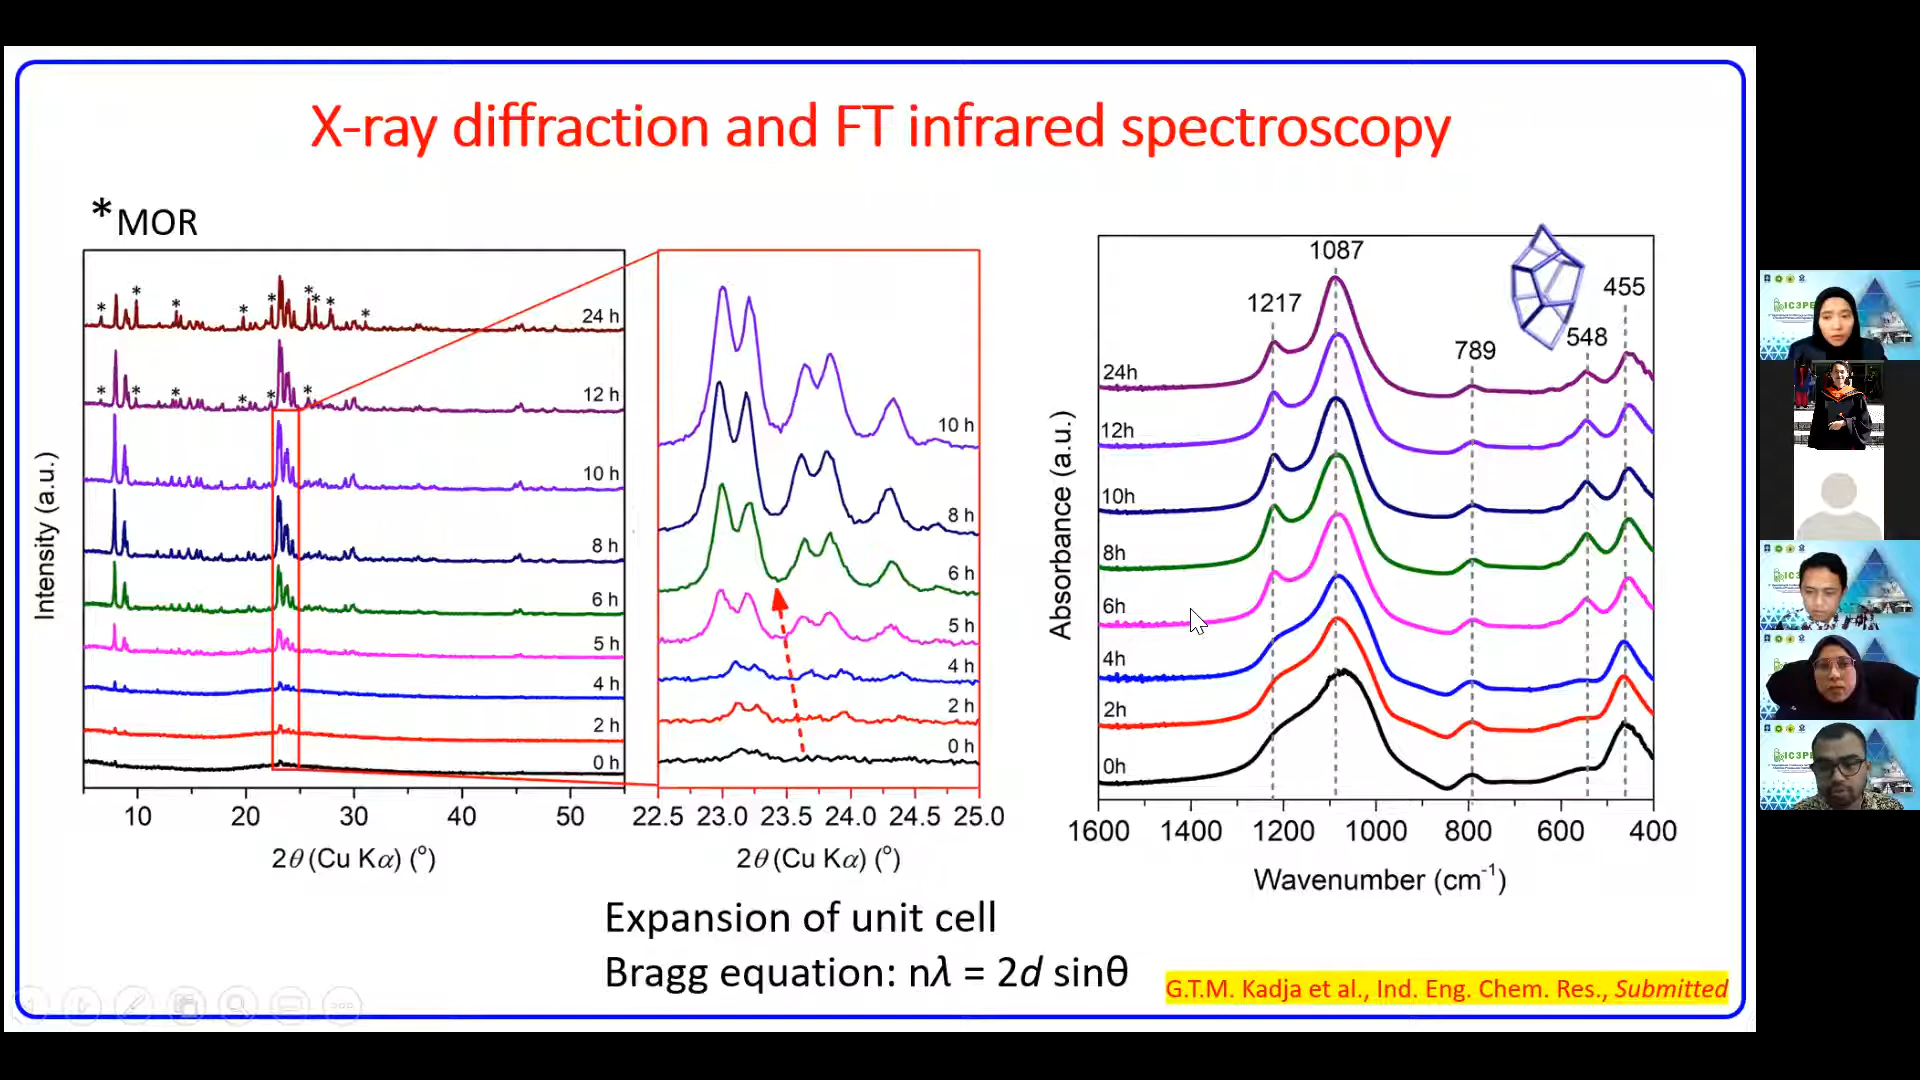 X-ray diffraction and FT infrared spectroscopy
*MOR
Intensity (a.u.)
24 h
12 h
10 h
8 h
6 h
5 h
4 h
2 h
0 h
10 20 30 40 50
2θ (Cu Kα) (°)
10 h
8 h
6 h
5 h
4 h
2 h
0 h
22.5 23.0 23.5 24.0 24.5 25.0
2θ (Cu Kα) (°)
Absorbance (a.u.)
1217
1087
789
548
455
24h
12h
10h
8h
6h
4h
2h
0h
1600 1400 1200 1000 800 600 400
Wavenumber (cm⁻¹)
Expansion of unit cell
Bragg equation: nλ = 2d sinθ
G.T.M. Kadja et al., Ind. Eng. Chem. Res., Submitted
IC3PE